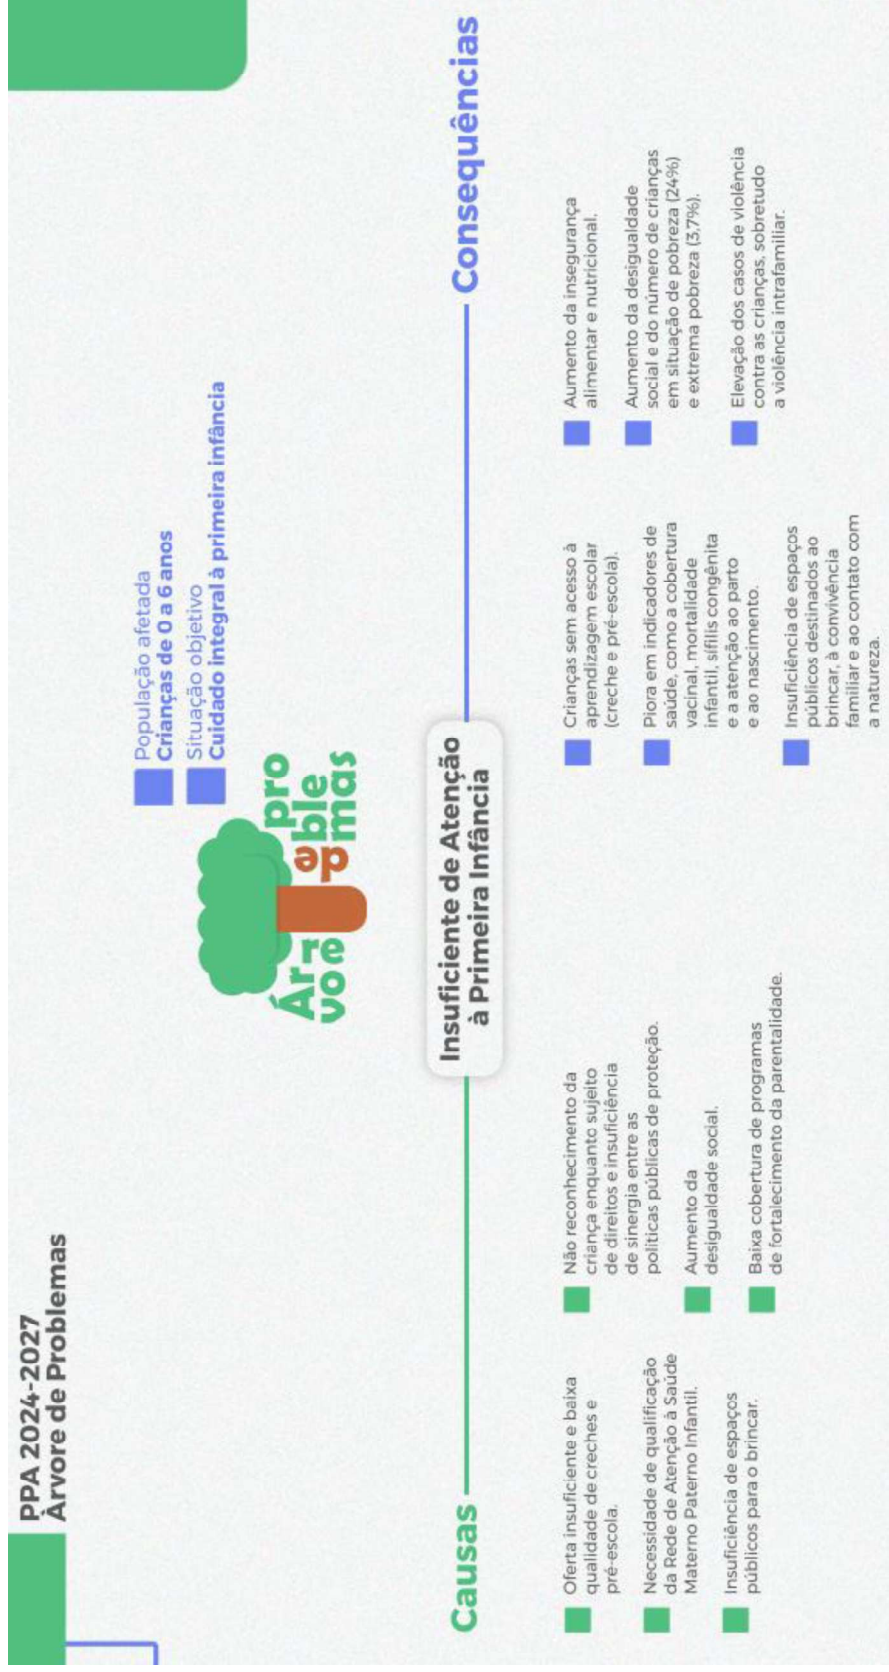 PPA 2024-2027
Àrvore de Problemas
População afetada
Crianças de 0 a 6 anos
Situação objetivo
Cuidado integral à primeira infância
Ár pro
vore de ble
mas
Causas
Insuficiente de Atenção
à Primeira Infância
Consequências
Oferta insuficiente e baixa
qualidade de creches e
pré-escola.
Necessidade de qualificação
da Rede de Atenção à Saúde
Materno Paterno Infantil.
Insuficiência de espaços
públicos para o brincar.
Não reconhecimento da
criança enquanto sujeito
de direitos e insuficiência
de sinergia entre as
políticas públicas de proteção.
Aumento da
desigualdade social.
Baixa cobertura de programas
de fortalecimento da parentalidade.
Crianças sem acesso à
aprendizagem escolar
(creche e pré-escola).
Piora em indicadores de
saúde, como a cobertura
vacinal, mortalidade
infantil, sífilis congênita
e a atenção ao parto
e ao nascimento.
Insuficiência de espaços
públicos destinados ao
brincar, à convivência
familiar e ao contato com
a natureza.
Aumento da insegurança
alimentar e nutricional.
Aumento da desigualdade
social e do número de crianças
em situação de pobreza (24%)
e extrema pobreza (3,7%).
Elevação dos casos de violência
contra as crianças, sobretudo
a violência intrafamiliar.